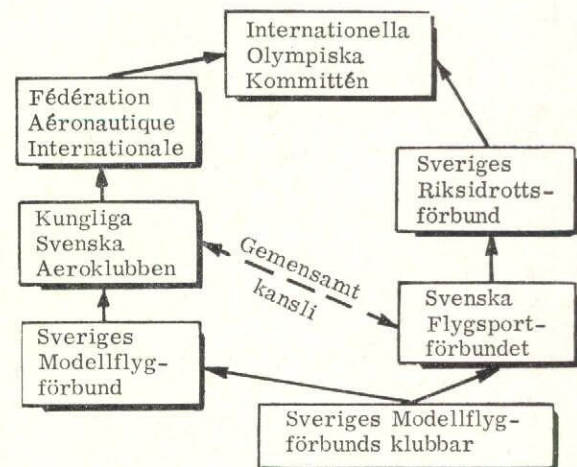 Internationella
Olympiska
Kommittén
Fédération
Aéronautique
Internationale
Sveriges
Riksidrotts-
förbund
Kungliga
Svenska
Aeroklubben
Gemensamt
kansli
Svenska
Flygsport-
förbundet
Sveriges
Modellflyg-
förbund
Sveriges Modellflyg-
förbunds klubbar